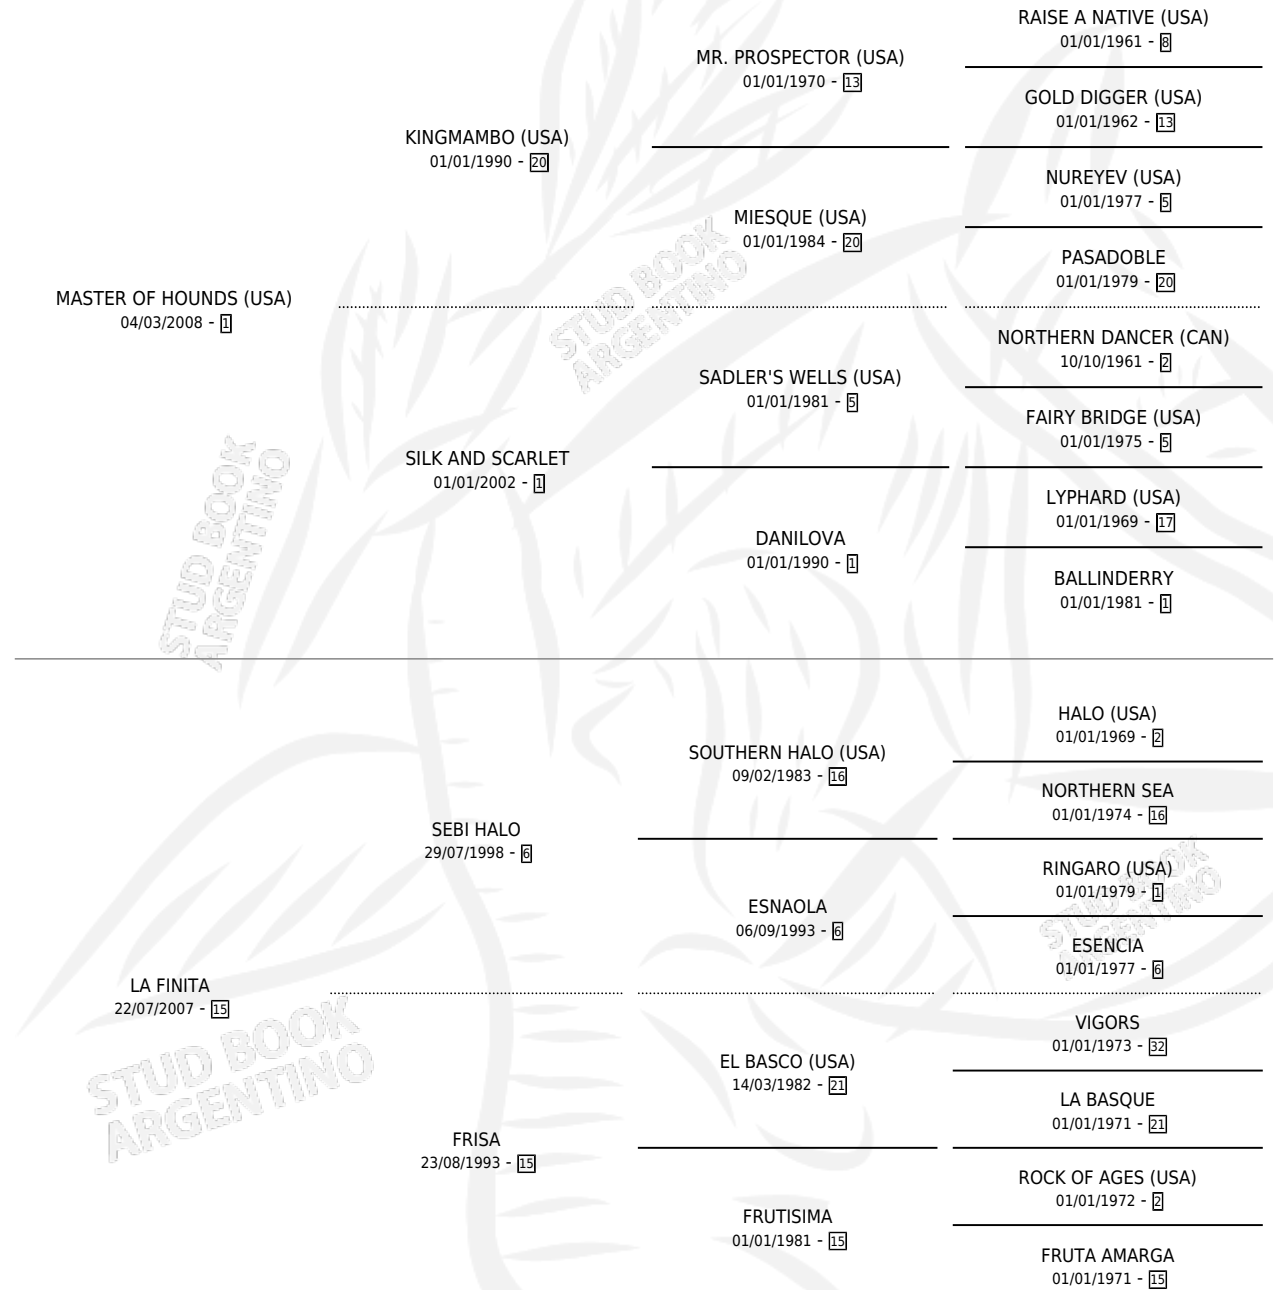 RAISE A NATIVE (USA)
01/01/1961 - 8
MR. PROSPECTOR (USA)
01/01/1970 - 13
GOLD DIGGER (USA)
01/01/1962 - 13
KINGMAMBO (USA)
01/01/1990 - 20
NUREYEV (USA)
01/01/1977 - 5
MIESQUE (USA)
01/01/1984 - 20
PASADOBLE
01/01/1979 - 20
MASTER OF HOUNDS (USA)
04/03/2008 - 1
NORTHERN DANCER (CAN)
10/10/1961 - 2
SADLER'S WELLS (USA)
01/01/1981 - 5
FAIRY BRIDGE (USA)
01/01/1975 - 5
SILK AND SCARLET
01/01/2002 - 1
LYPHARD (USA)
01/01/1969 - 17
DANILOVA
01/01/1990 - 1
BALLINDERRY
01/01/1981 - 1
HALO (USA)
01/01/1969 - 2
SOUTHERN HALO (USA)
09/02/1983 - 16
NORTHERN SEA
01/01/1974 - 16
SEBI HALO
29/07/1998 - 6
RINGARO (USA)
01/01/1979 - 1
ESNAOLA
06/09/1993 - 6
ESENCIA
01/01/1977 - 6
LA FINITA
22/07/2007 - 15
VIGORS
01/01/1973 - 32
EL BASCO (USA)
14/03/1982 - 21
LA BASQUE
01/01/1971 - 21
FRISA
23/08/1993 - 15
ROCK OF AGES (USA)
01/01/1972 - 2
FRUTISIMA
01/01/1981 - 15
FRUTA AMARGA
01/01/1971 - 15
STUD BOOK
ARGENTINO
STUD BOOK
ARGENTINO
STUD BOOK
ARGENTINO
STUD BOOK
ARGENTINO